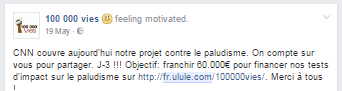 100 000 vies feeling motivated.
19 May
100 000
VIES
CNN couvre aujourd'hui notre projet contre le paludisme. On compte sur
vous pour partager. J-3 !!! Objectif: franchir 60.000€ pour financer nos tests
d'impact sur le paludisme sur http://fr.ulule.com/100000vies/. Merci à tous
!